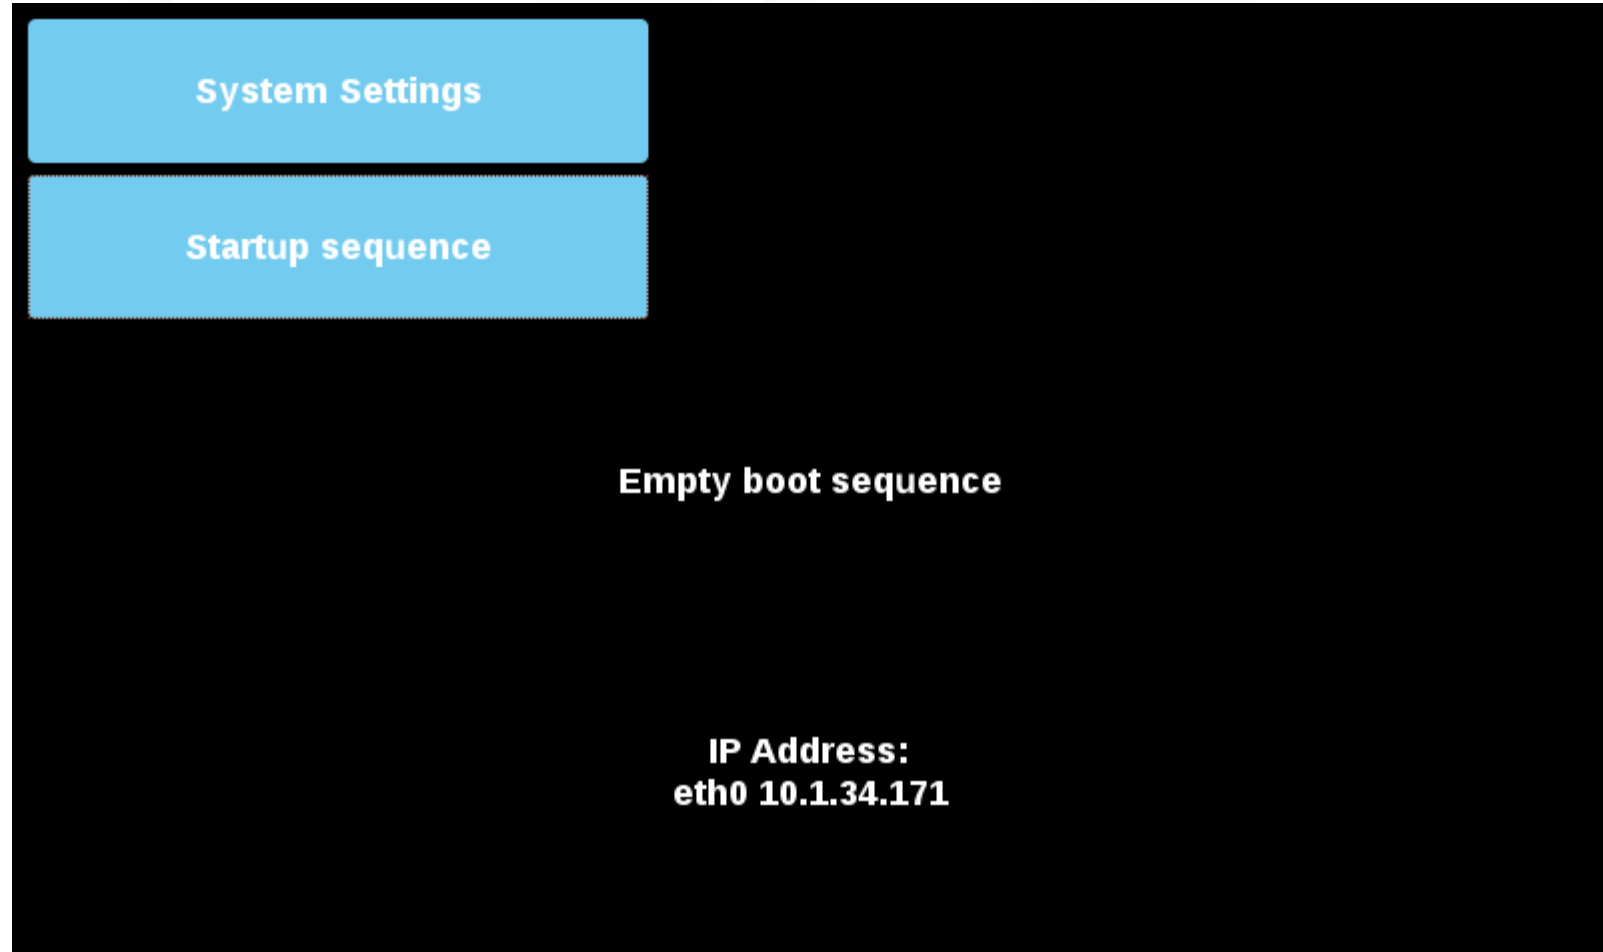 System Settings
Startup sequence
Empty boot sequence
IP Address:
eth0 10.1.34.171